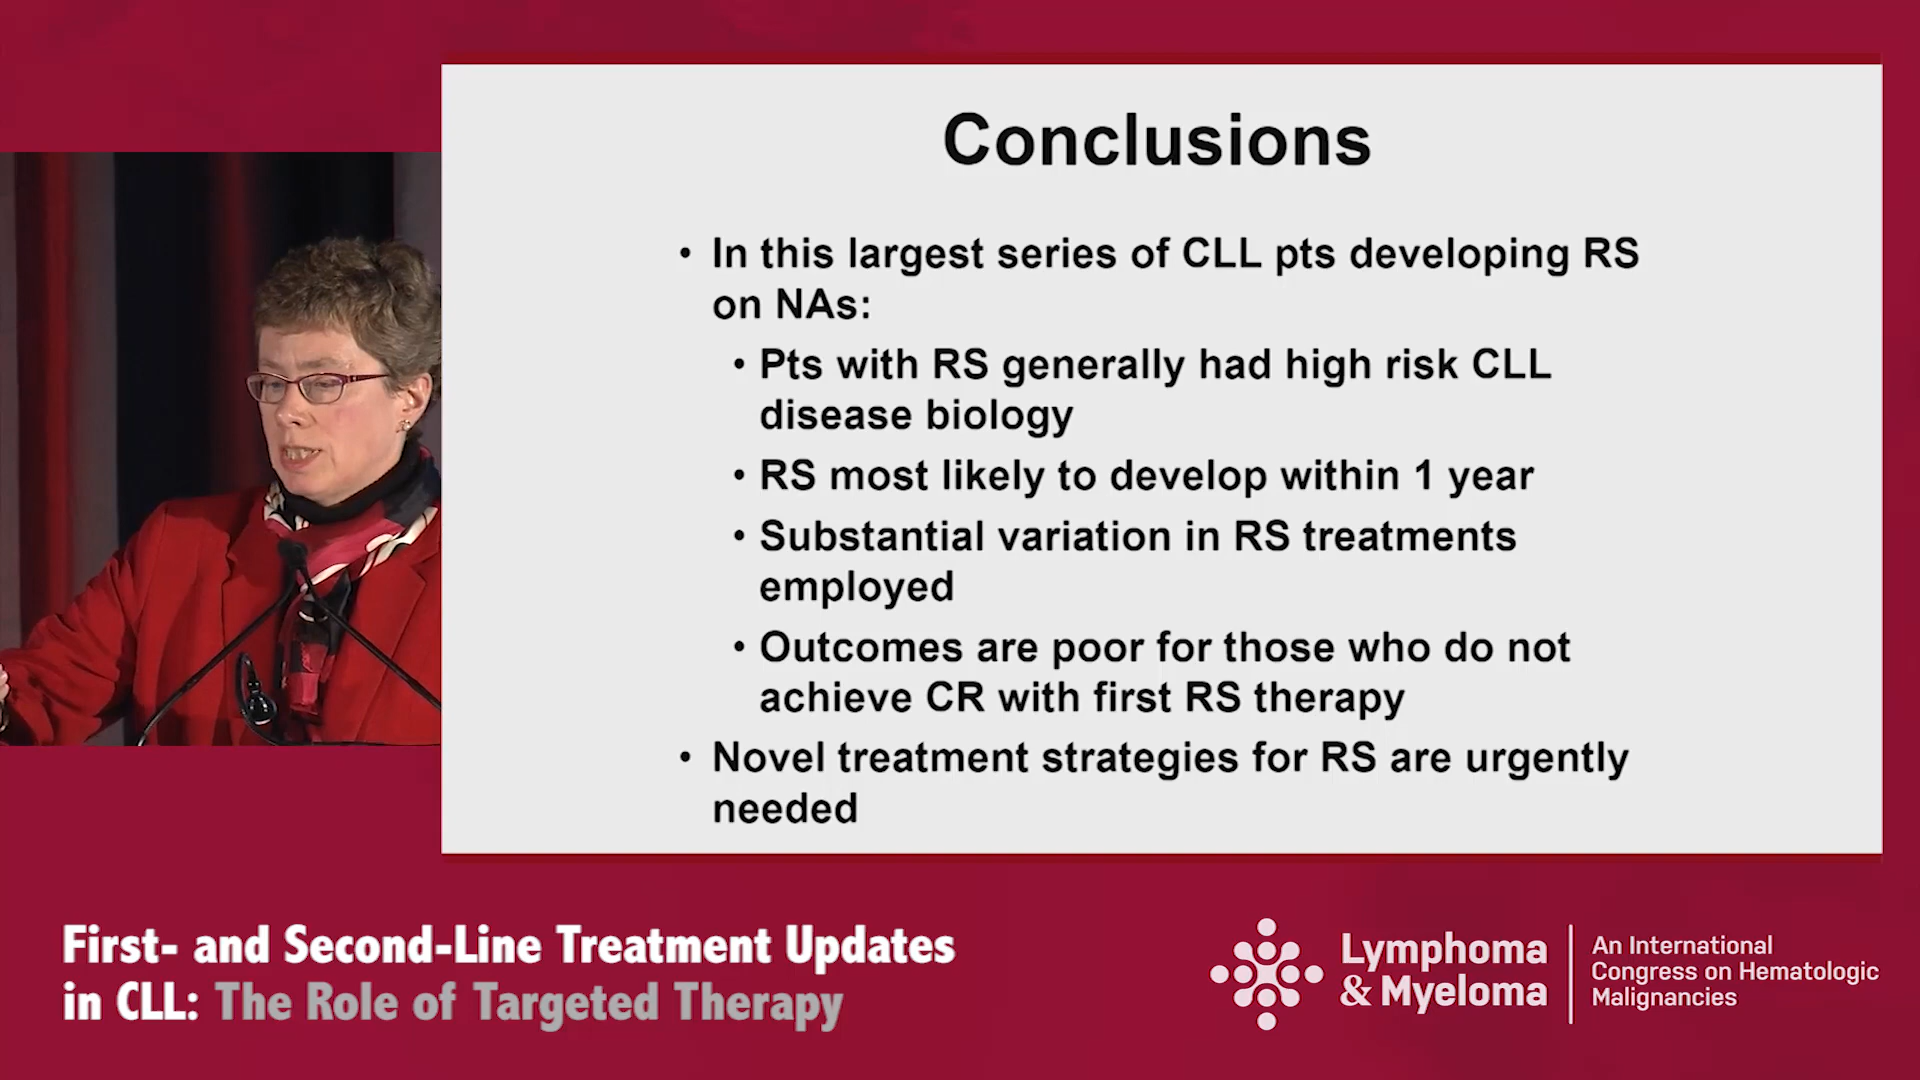 Conclusions
• In this largest series of CLL pts developing RS
on NAs:
• Pts with RS generally had high risk CLL
disease biology
• RS most likely to develop within 1 year
• Substantial variation in RS treatments
employed
• Outcomes are poor for those who do not
achieve CR with first RS therapy
• Novel treatment strategies for RS are urgently
needed
First- and Second-Line Treatment Updates
in CLL: The Role of Targeted Therapy
Lymphoma
& Myeloma
An International
Congress on Hematologic
Malignancies